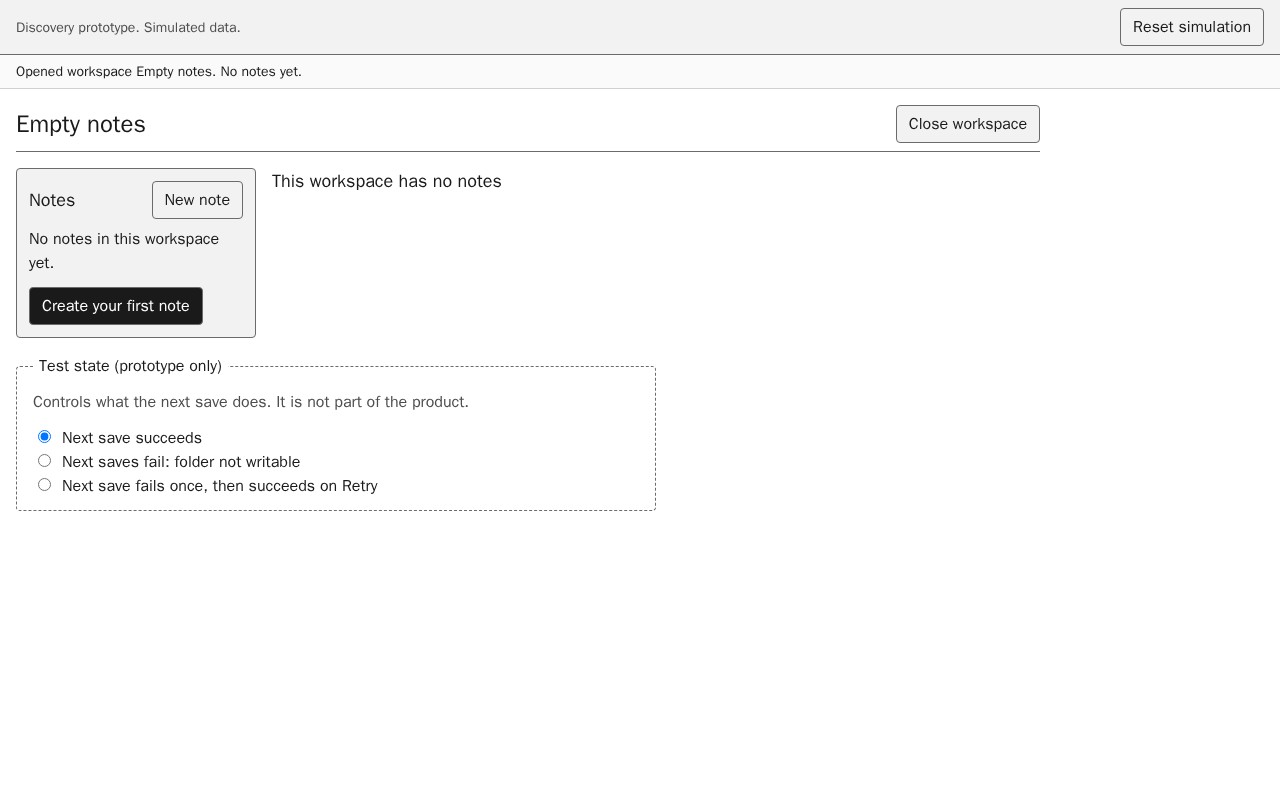 Discovery prototype. Simulated data.
Reset simulation
Opened workspace Empty notes. No notes yet.
Empty notes
Close workspace
Notes
New note
No notes in this workspace
yet.
Create your first note
This workspace has no notes
Test state (prototype only)
Controls what the next save does. It is not part of the product.
Next save succeeds
Next saves fail: folder not writable
Next save fails once, then succeeds on Retry